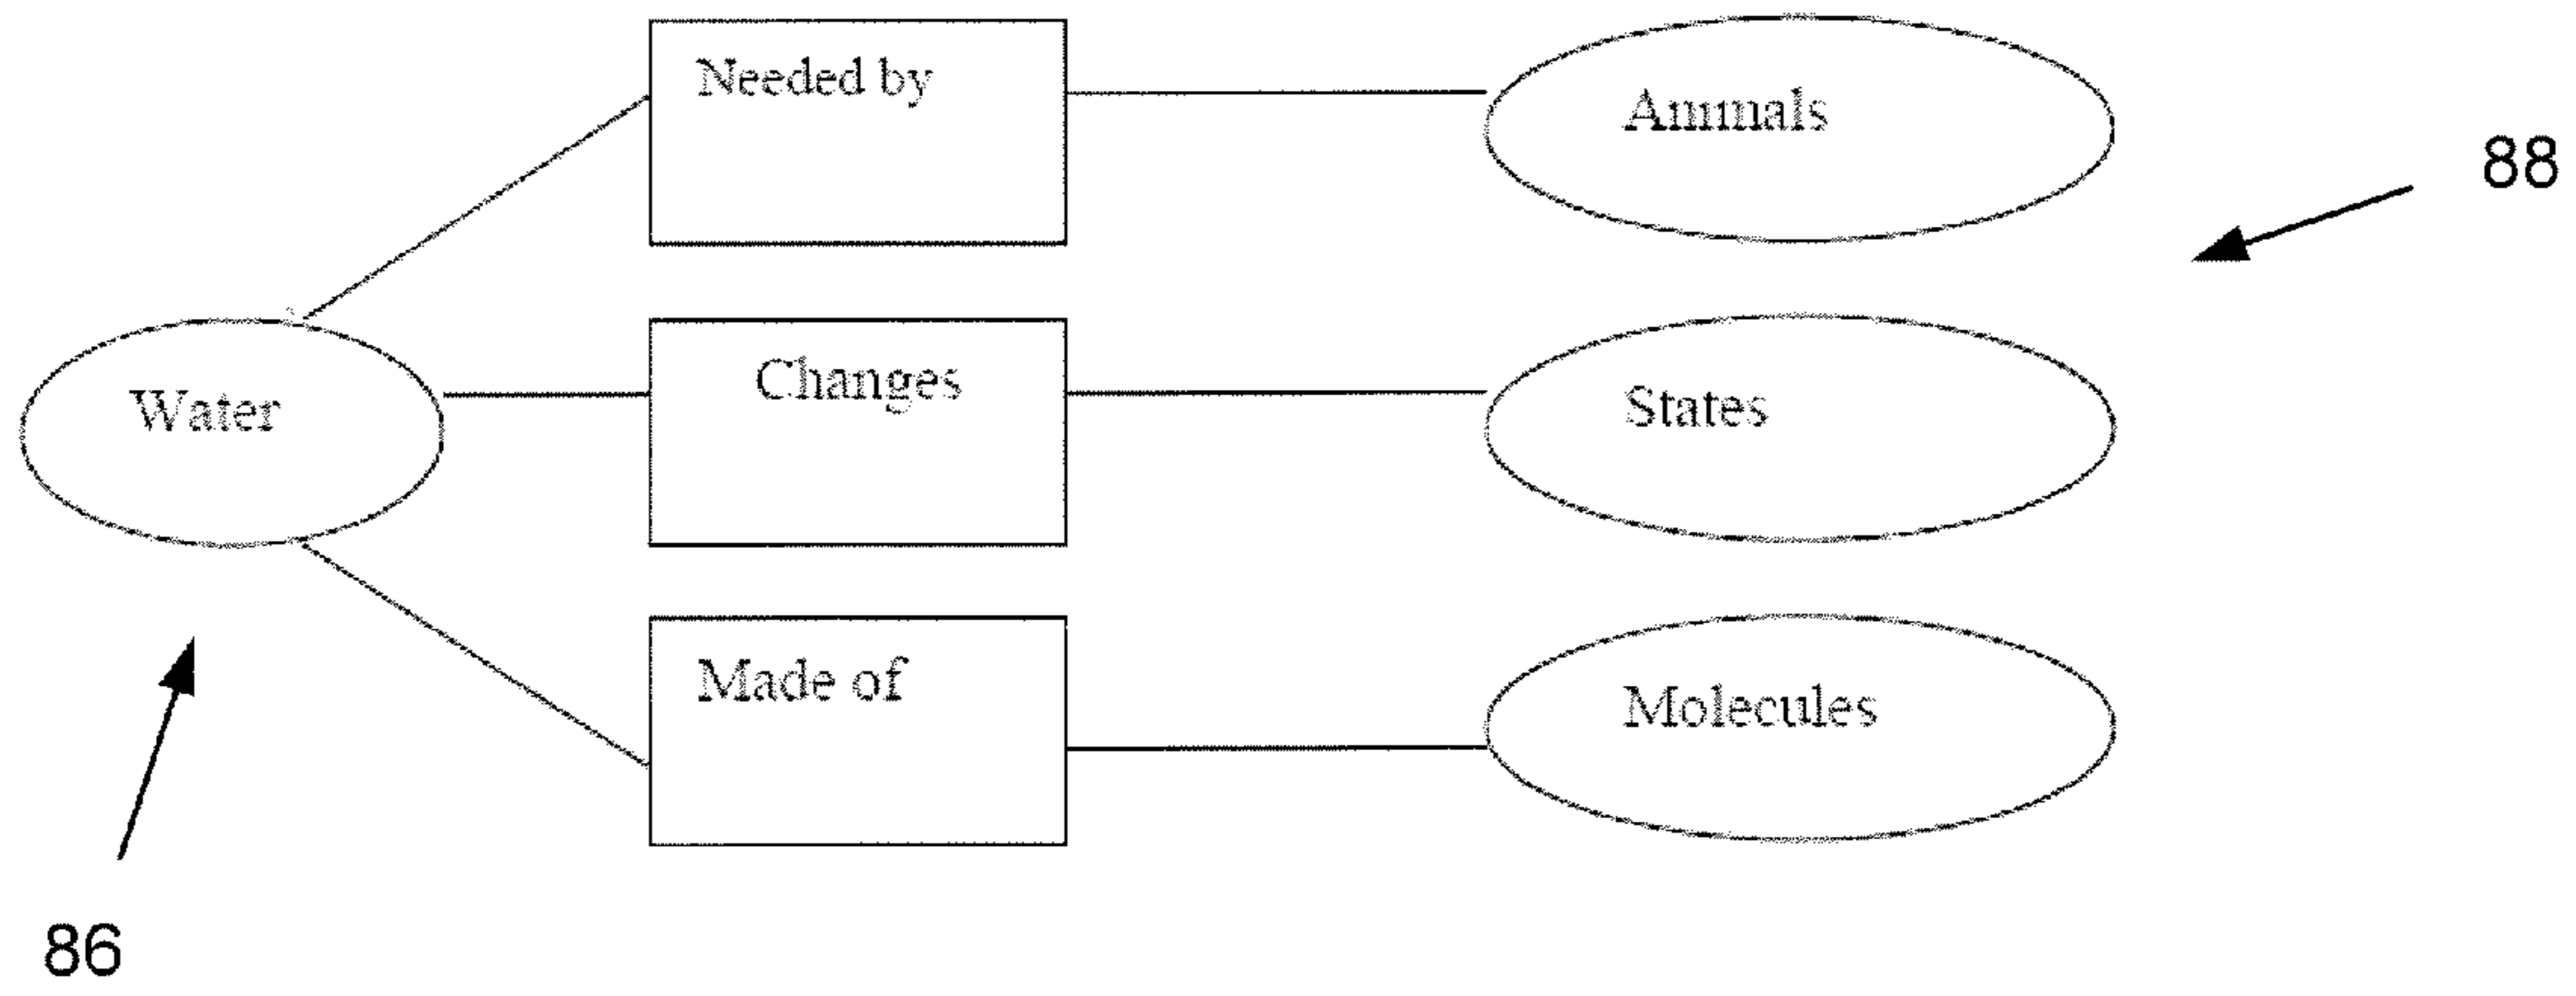 Needed by
Animals
88
Changes
States
Water
Made of
Molecules
86